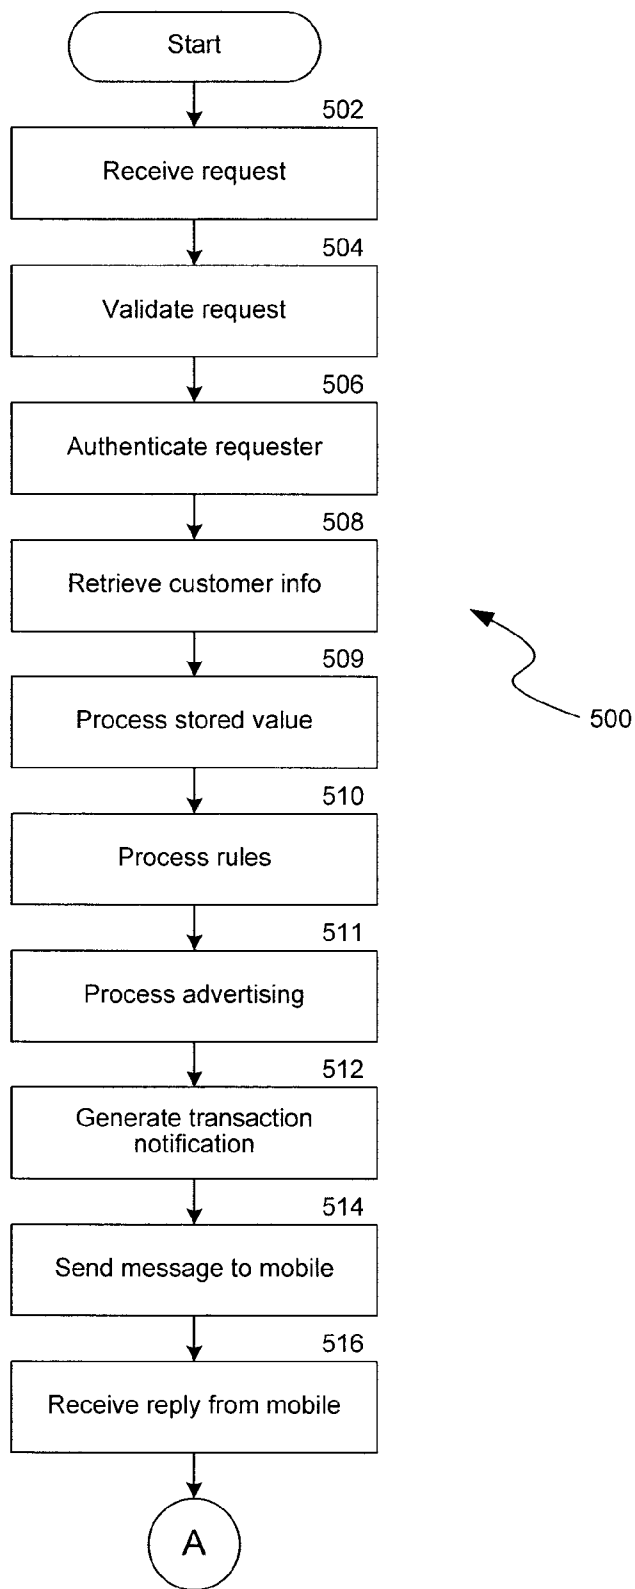 Start
502
Receive request
504
Validate request
506
Authenticate requester
508
Retrieve customer info
509
Process stored value
500
510
Process rules
511
Process advertising
512
Generate transaction
notification
514
Send message to mobile
516
Receive reply from mobile
A